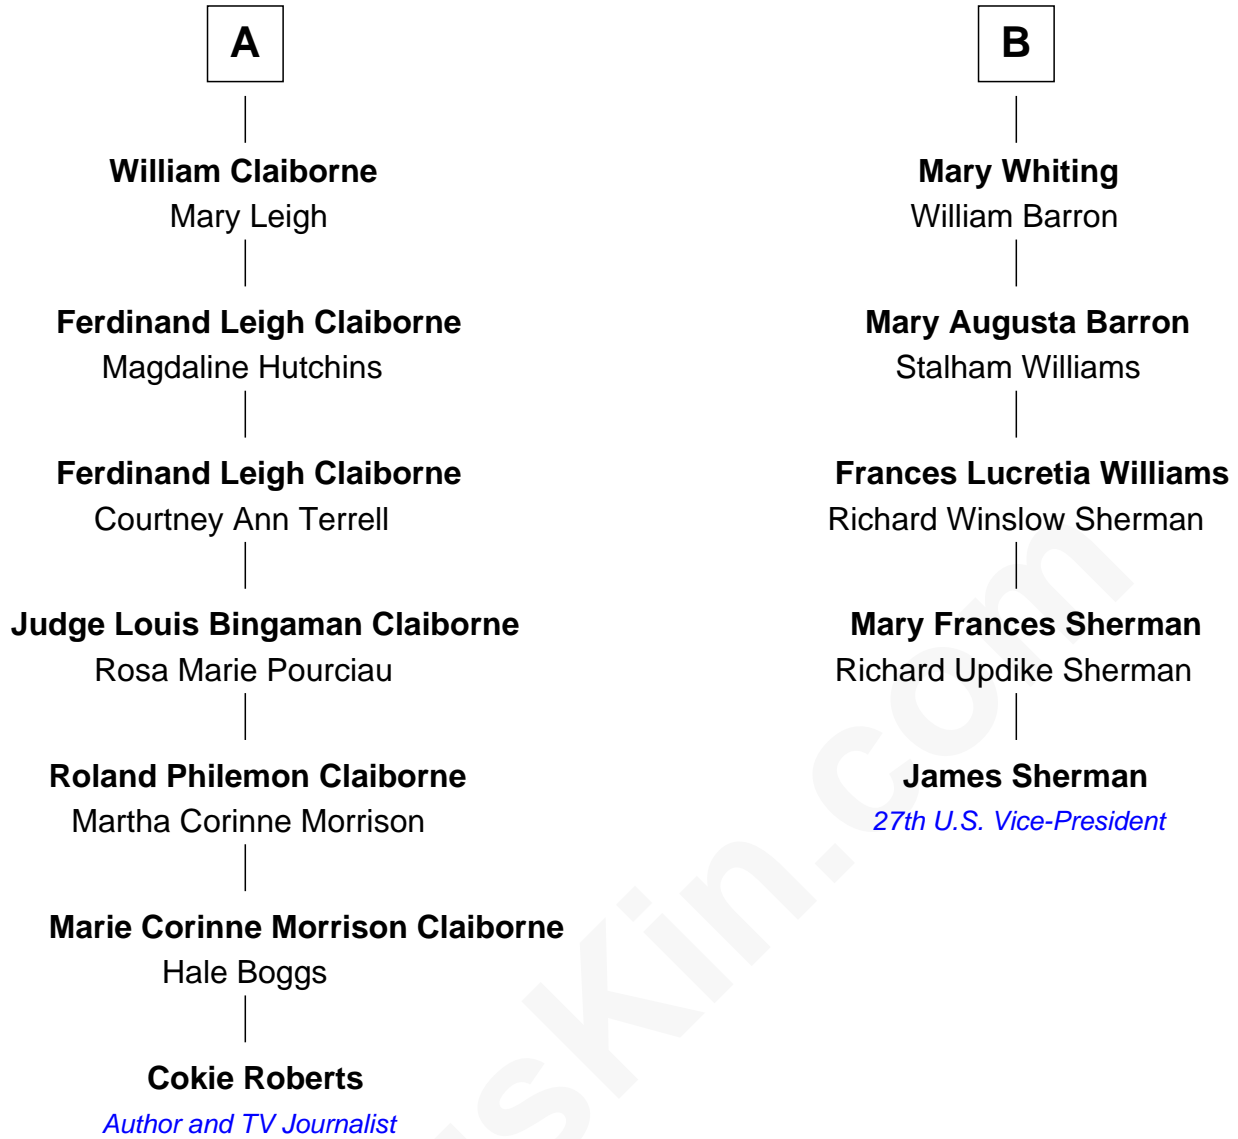 A
William Claiborne
Mary Leigh
Ferdinand Leigh Claiborne
Magdaline Hutchins
Ferdinand Leigh Claiborne
Courtney Ann Terrell
Judge Louis Bingaman Claiborne
Rosa Marie Pourciau
Roland Philemon Claiborne
Martha Corinne Morrison
Marie Corinne Morrison Claiborne
Hale Boggs
Cokie Roberts
Author and TV Journalist
B
Mary Whiting
William Barron
Mary Augusta Barron
Stalham Williams
Frances Lucretia Williams
Richard Winslow Sherman
Mary Frances Sherman
Richard Updike Sherman
James Sherman
27th U.S. Vice-President